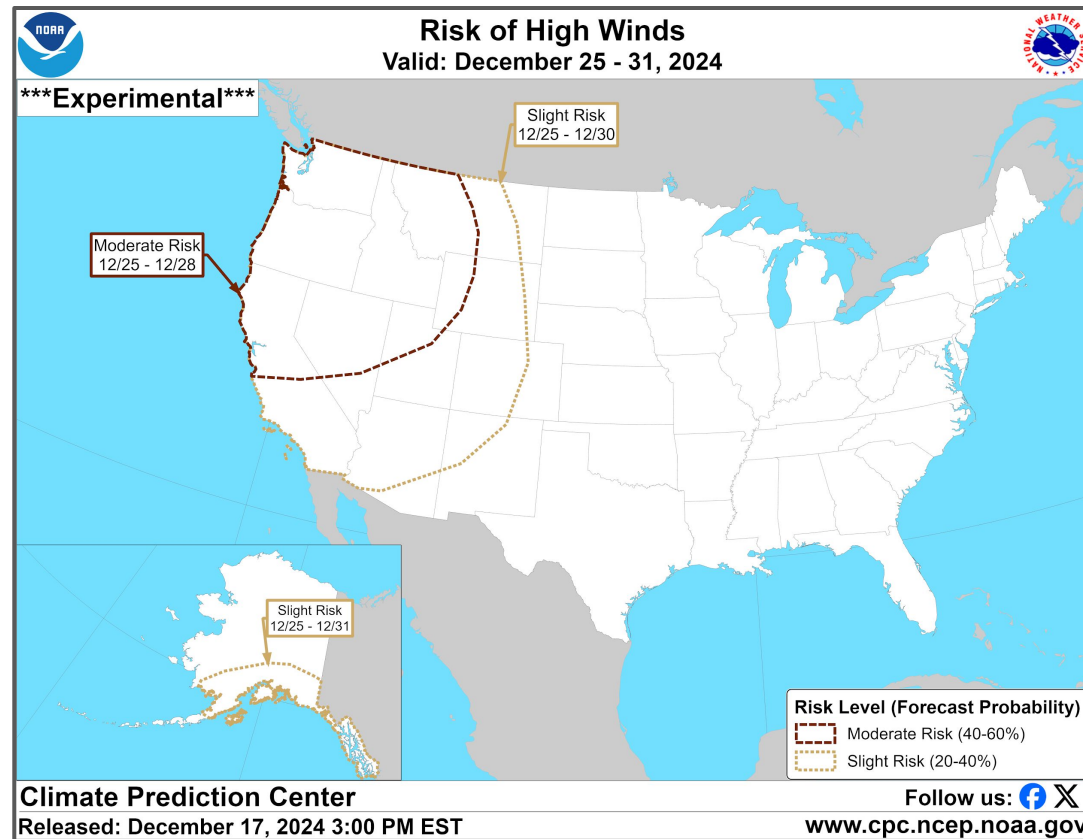 NOAA
NATIONAL WEATHER SERVICE
Risk of High Winds
Valid: December 25 - 31, 2024
***Experimental***
Slight Risk
12/25 - 12/30
Moderate Risk
12/25 - 12/28
Slight Risk
12/25 - 12/31
Risk Level (Forecast Probability)
Moderate Risk (40-60%)
Slight Risk (20-40%)
Climate Prediction Center
Follow us:
Released: December 17, 2024 3:00 PM EST
www.cpc.ncep.noaa.gov